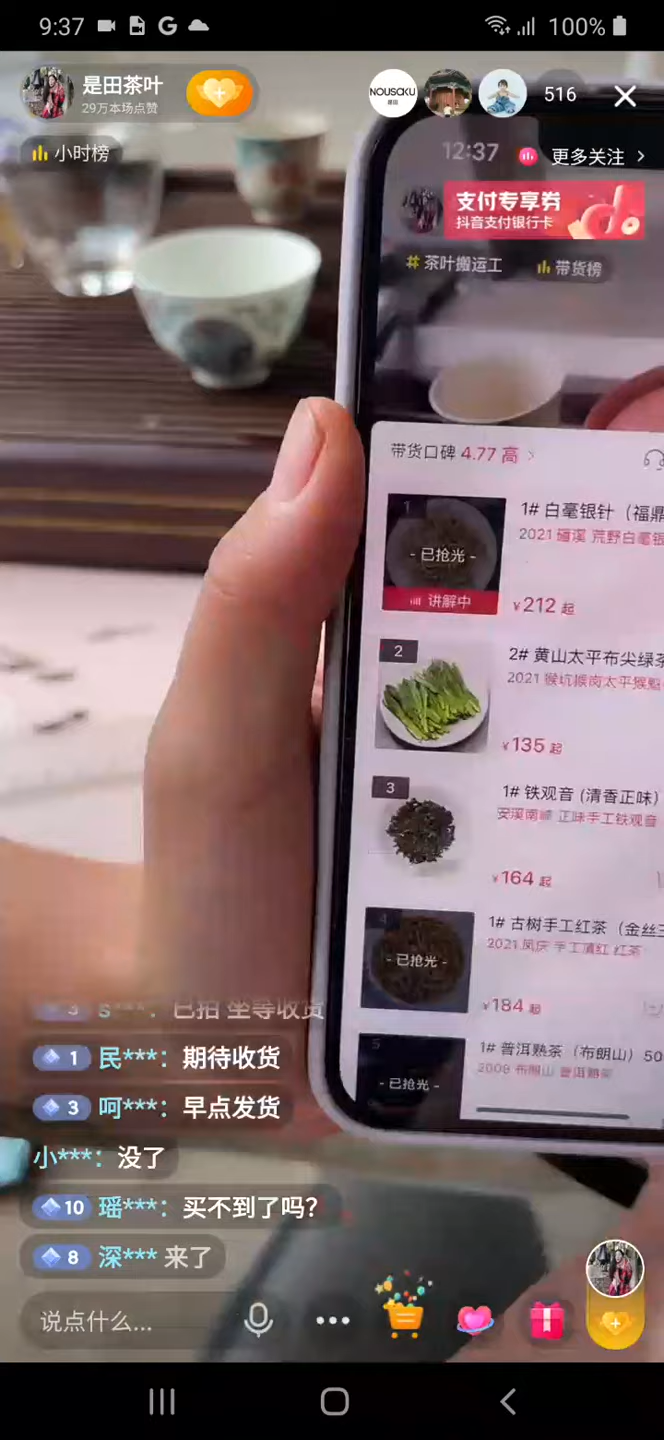 9:37
100%
是田茶叶
29万本场点赞
NOUSAKU
516
小时榜
12:37
更多关注
支付专享券
抖音支付银行卡
茶叶搬运工
带货榜
带货口碑 4.77 高
1
1# 白毫银针（福鼎
2021 磻溪 荒野白毫银
-已抢光-
讲解中
¥212 起
2
2# 黄山太平布尖绿茶
2021 猴坑猴岗太平猴魁
¥135 起
3
1# 铁观音 (清香正味)
安溪南崎 正味手工铁观音
¥164 起
4
1# 古树手工红茶（金丝
2021 凤庆 手工滇红 红茶
-已抢光-
¥184 起
5
1# 普洱熟茶（布朗山）50
2008 布朗山 普洱熟茶
-已抢光-
3 s***： 已拍 坐等收货
1 民***： 期待收货
3 呵***： 早点发货
小***： 没了
10 瑶***： 买不到了吗？
8 深*** 来了
说点什么...